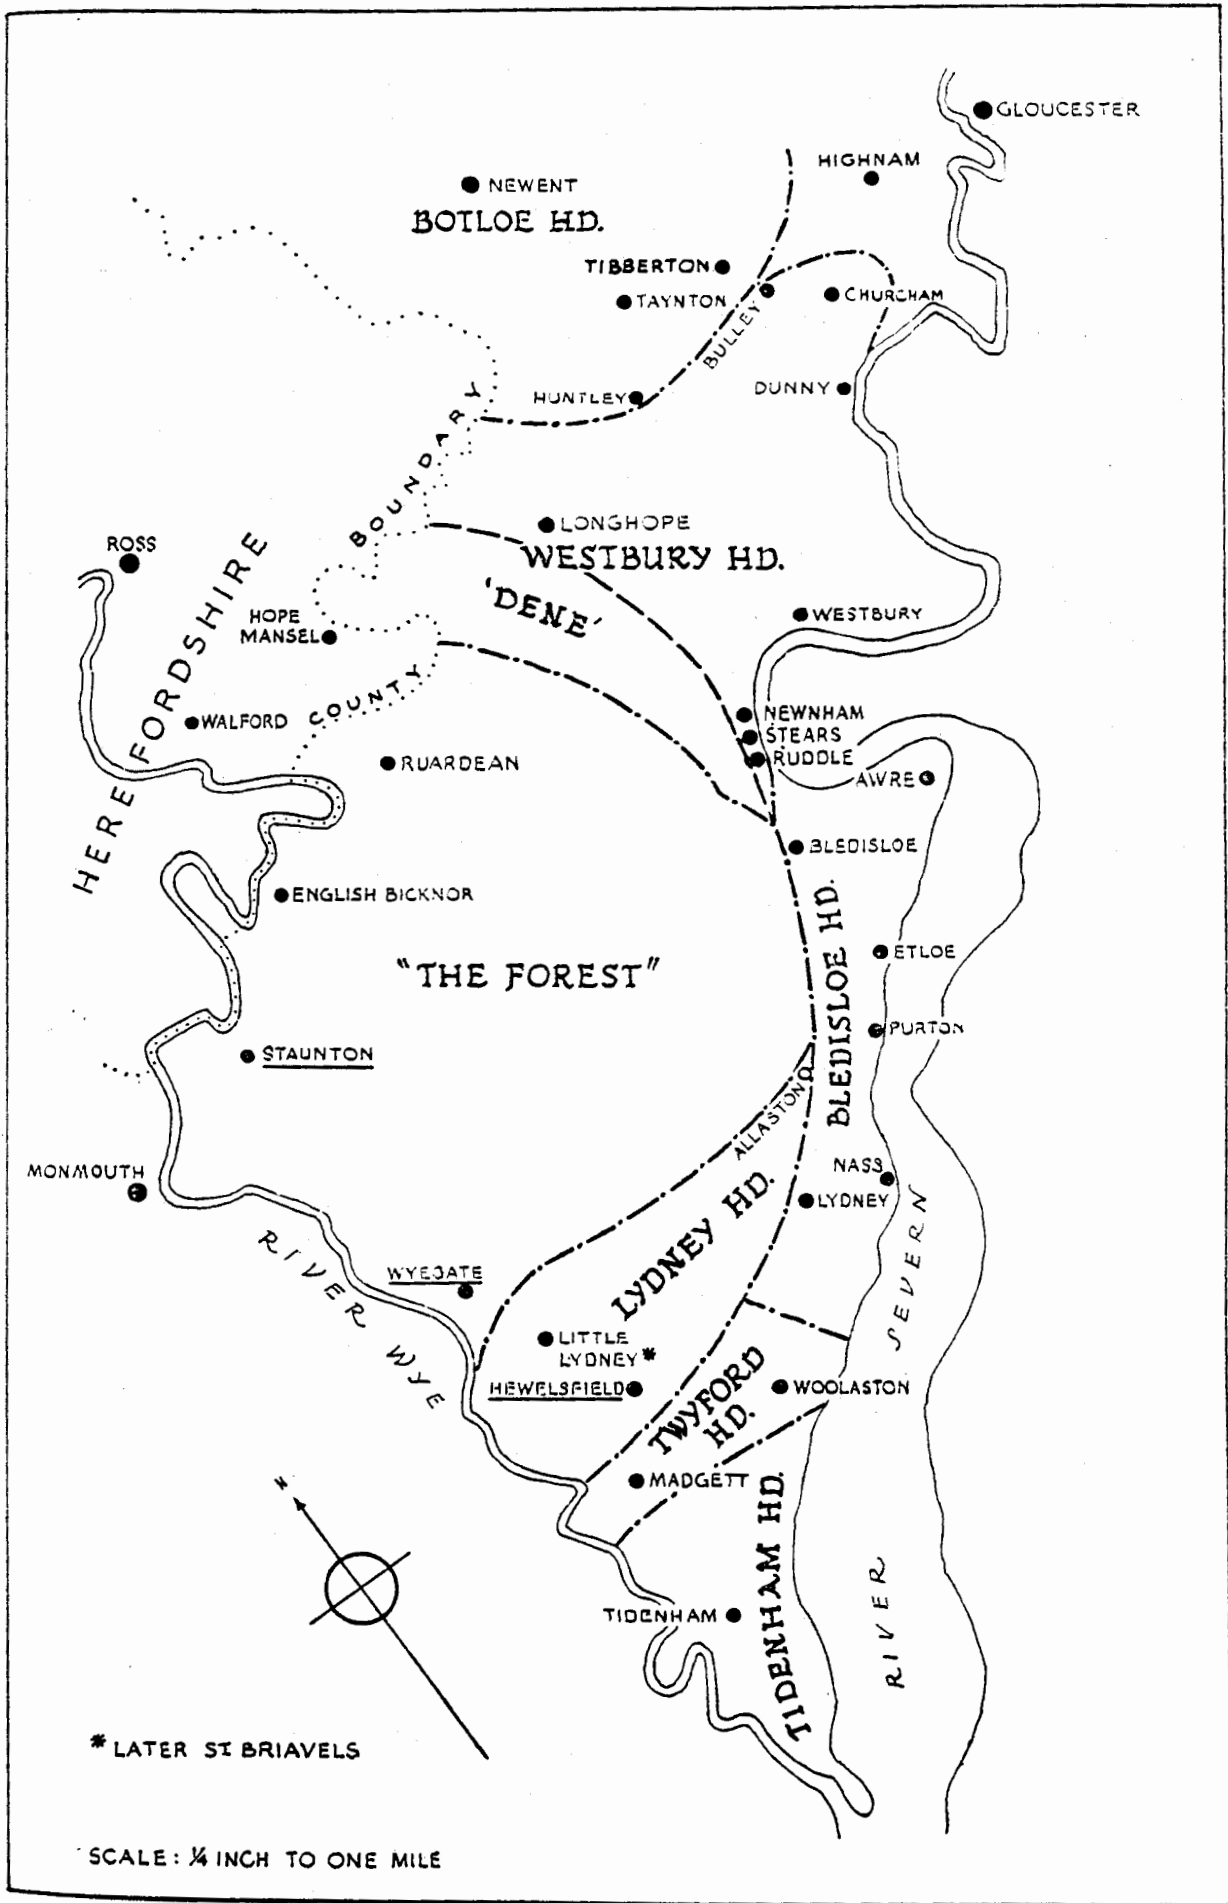 GLOUCESTER
HIGHNAM
NEWENT
BOTLOE HD.
TIBBERTON
TAYNTON
CHURCHAM
BULLEY
DUNNY
HUNTLEY
BOUNDARY
LONGHOPE
WESTBURY HD.
ROSS
'DENE'
HOPE
MANSEL
WESTBURY
HEREFORDSHIRE
COUNTY
WALFORD
NEWNHAM
STEARS
RUDDLE
RUARDEAN
AWRE
BLEDISLOE
ENGLISH BICKNOR
BLEDISLOE HD.
ETLOE
"THE FOREST"
PURTON
STAUNTON
ALLASTON
MONMOUTH
NASS
LYDNEY
LYDNEY HD.
RIVER WYE
WYEGATE
RIVER SEVERN
LITTLE
LYDNEY*
HEWELSFIELD
WOOLASTON
TWYFORD
HD.
MADGETT
N
TIDENHAM HD.
TIDENHAM
*LATER ST BRIAVELS
SCALE: ¼ INCH TO ONE MILE